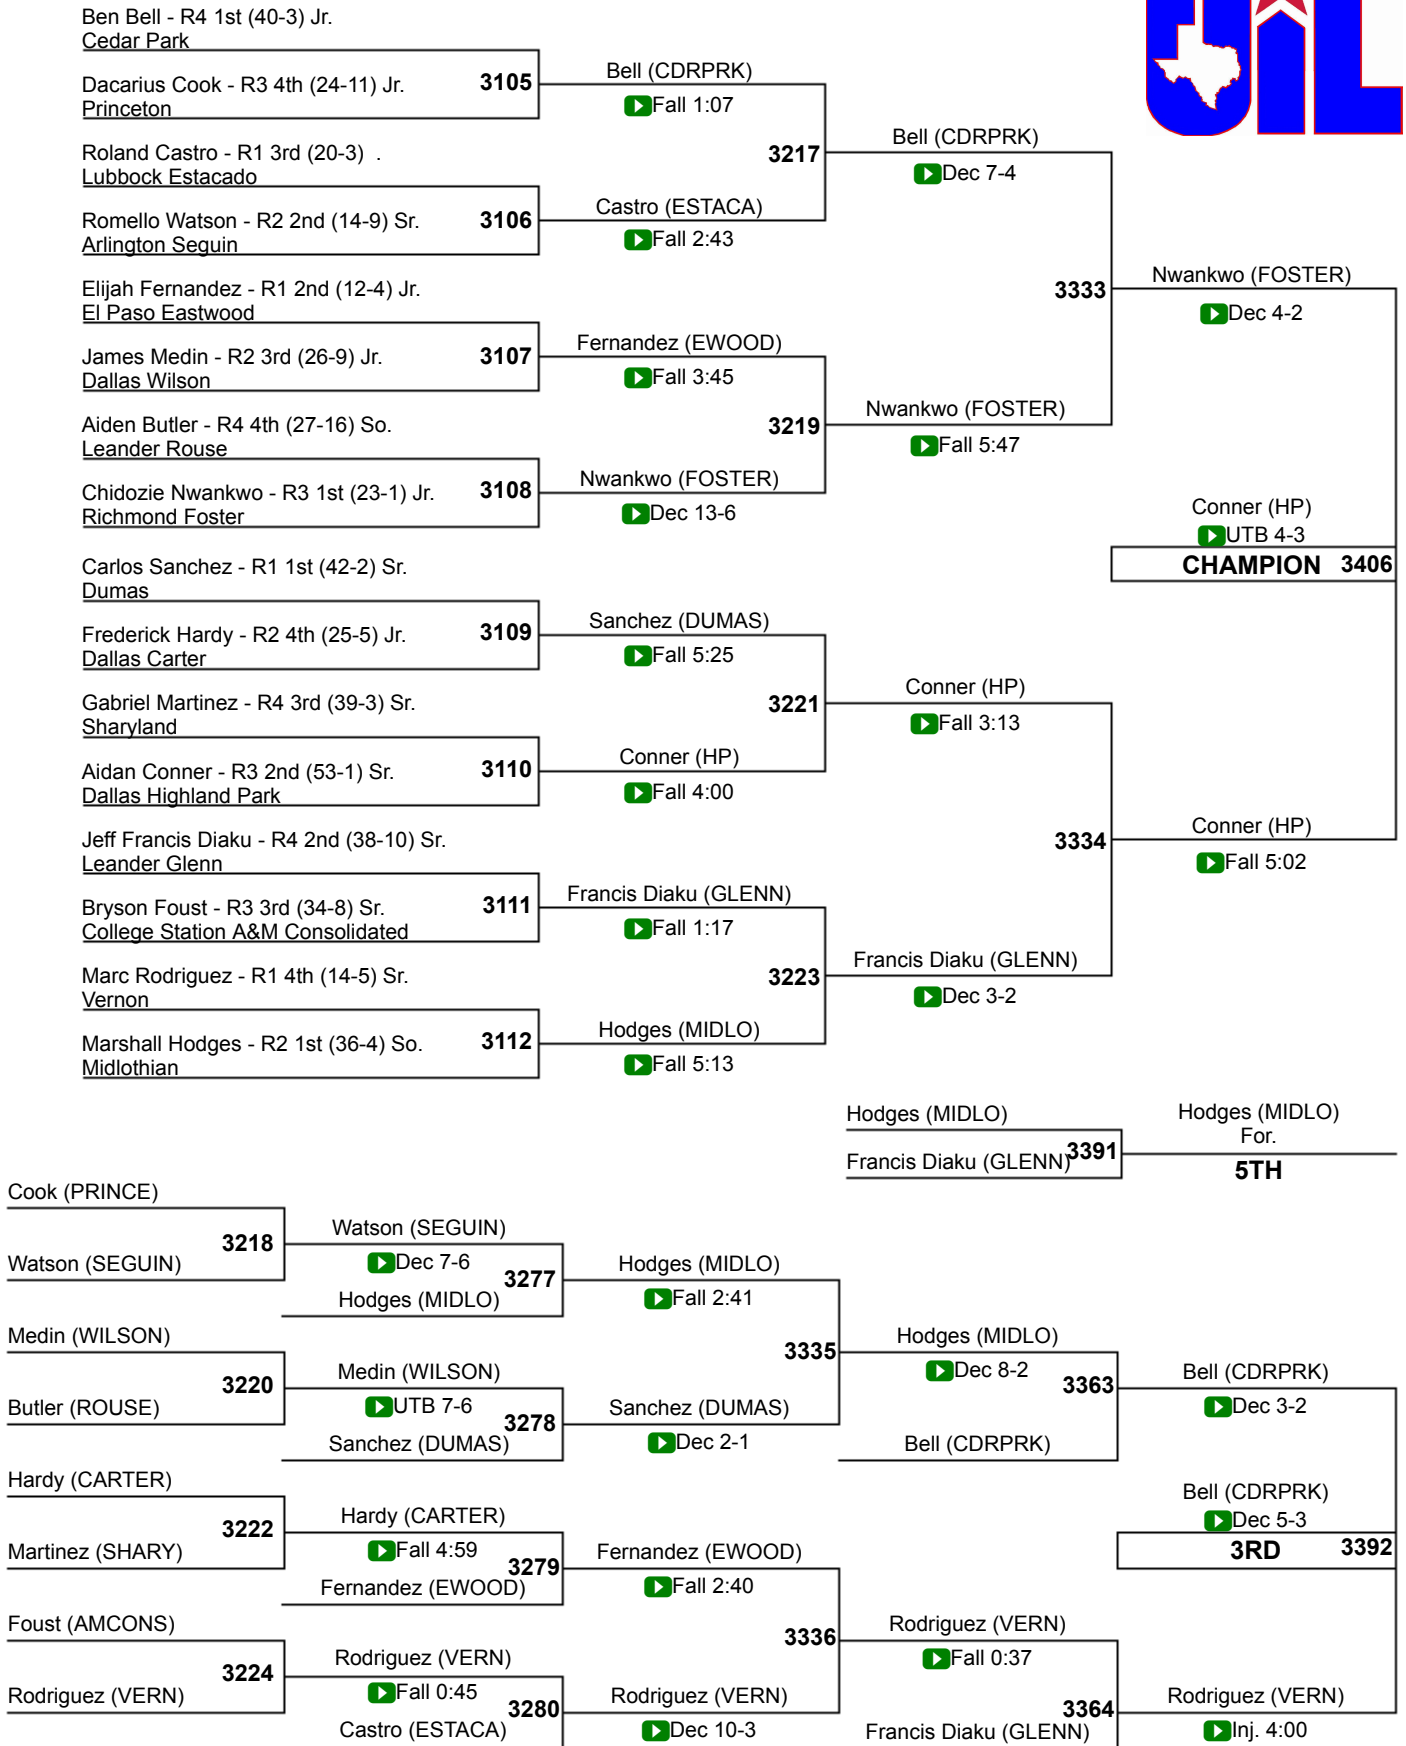 UIL
Ben Bell - R4 1st (40-3) Jr.
Cedar Park
Dacarius Cook - R3 4th (24-11) Jr.
Princeton
3105
Bell (CDRPRK)
Fall 1:07
Roland Castro - R1 3rd (20-3) .
Lubbock Estacado
Romello Watson - R2 2nd (14-9) Sr.
Arlington Seguin
3106
Castro (ESTACA)
Fall 2:43
3217
Bell (CDRPRK)
Dec 7-4
Elijah Fernandez - R1 2nd (12-4) Jr.
El Paso Eastwood
James Medin - R2 3rd (26-9) Jr.
Dallas Wilson
3107
Fernandez (EWOOD)
Fall 3:45
Aiden Butler - R4 4th (27-16) So.
Leander Rouse
Chidozie Nwankwo - R3 1st (23-1) Jr.
Richmond Foster
3108
Nwankwo (FOSTER)
Dec 13-6
3219
Nwankwo (FOSTER)
Fall 5:47
3333
Nwankwo (FOSTER)
Dec 4-2
Carlos Sanchez - R1 1st (42-2) Sr.
Dumas
Frederick Hardy - R2 4th (25-5) Jr.
Dallas Carter
3109
Sanchez (DUMAS)
Fall 5:25
Gabriel Martinez - R4 3rd (39-3) Sr.
Sharyland
Aidan Conner - R3 2nd (53-1) Sr.
Dallas Highland Park
3110
Conner (HP)
Fall 4:00
3221
Conner (HP)
Fall 3:13
Jeff Francis Diaku - R4 2nd (38-10) Sr.
Leander Glenn
Bryson Foust - R3 3rd (34-8) Sr.
College Station A&M Consolidated
3111
Francis Diaku (GLENN)
Fall 1:17
Marc Rodriguez - R1 4th (14-5) Sr.
Vernon
Marshall Hodges - R2 1st (36-4) So.
Midlothian
3112
Hodges (MIDLO)
Fall 5:13
3223
Francis Diaku (GLENN)
Dec 3-2
3334
Conner (HP)
Fall 5:02
Conner (HP)
UTB 4-3
CHAMPION 3406
Hodges (MIDLO)
Francis Diaku (GLENN)
3391
Hodges (MIDLO)
For.
5TH
Cook (PRINCE)
Watson (SEGUIN)
3218
Watson (SEGUIN)
Dec 7-6
Hodges (MIDLO)
3277
Hodges (MIDLO)
Fall 2:41
Medin (WILSON)
Butler (ROUSE)
3220
Medin (WILSON)
UTB 7-6
Sanchez (DUMAS)
3278
Sanchez (DUMAS)
Dec 2-1
3335
Hodges (MIDLO)
Dec 8-2
Bell (CDRPRK)
3363
Bell (CDRPRK)
Dec 3-2
Hardy (CARTER)
Martinez (SHARY)
3222
Hardy (CARTER)
Fall 4:59
Fernandez (EWOOD)
3279
Fernandez (EWOOD)
Fall 2:40
Foust (AMCONS)
Rodriguez (VERN)
3224
Rodriguez (VERN)
Fall 0:45
Castro (ESTACA)
3280
Rodriguez (VERN)
Dec 10-3
3336
Rodriguez (VERN)
Fall 0:37
Francis Diaku (GLENN)
3364
Rodriguez (VERN)
Inj. 4:00
Bell (CDRPRK)
Dec 5-3
3RD 3392